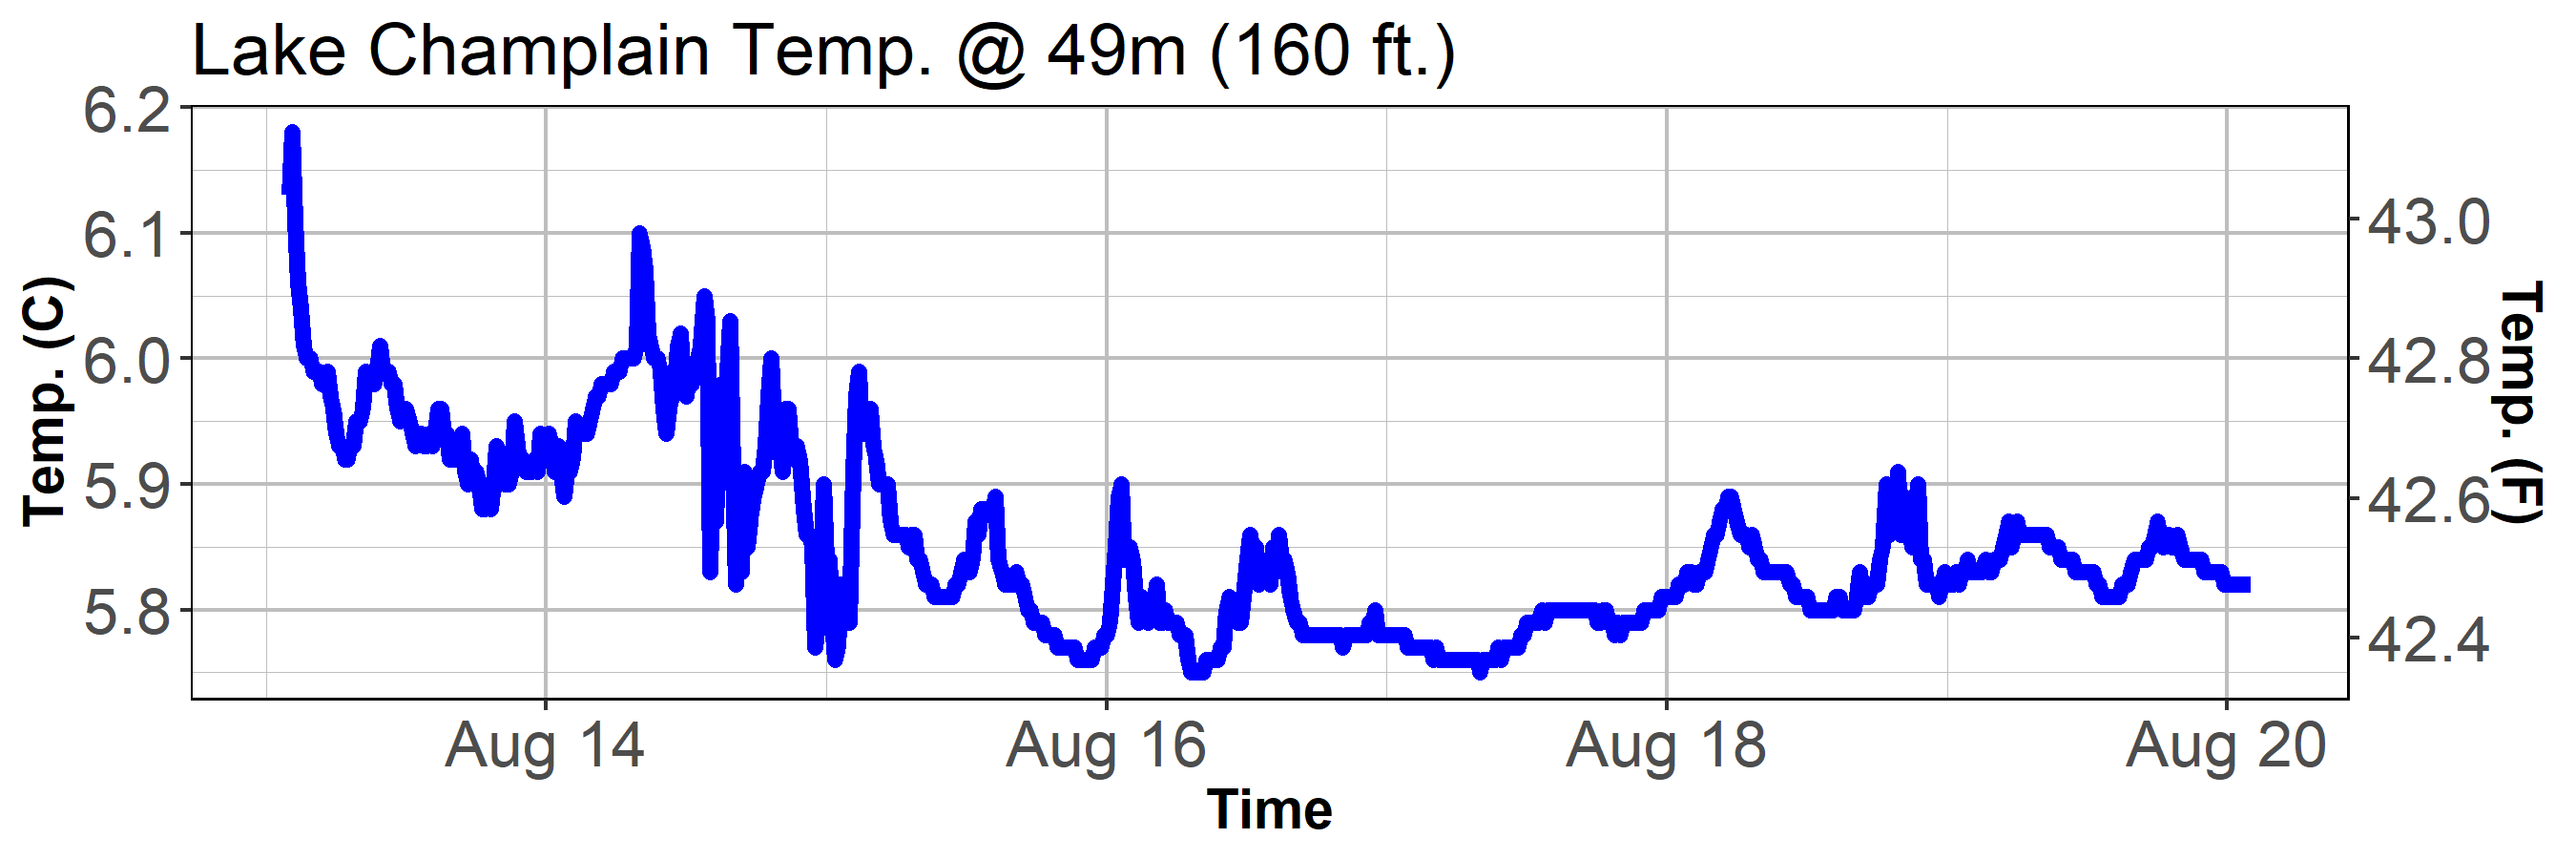 Lake Champlain Temp. @ 49m (160 ft.)
6.2
6.1
6.0
5.9
5.8
Temp. (C)
43.0
42.8
42.6
42.4
Temp. (F)
Aug 14
Aug 16
Aug 18
Aug 20
Time